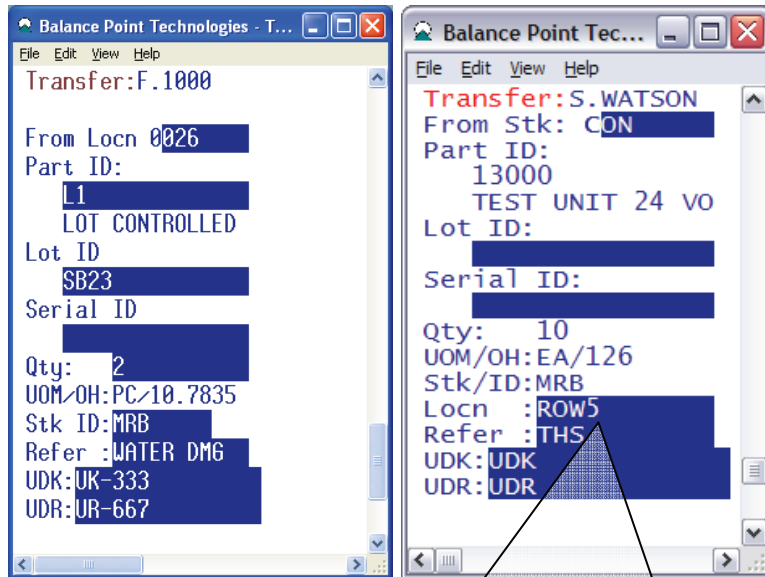 Balance Point Technologies - T...
File Edit View Help
Transfer:F.1000
From Locn 0026
Part ID:
L1
LOT CONTROLLED
Lot ID
SB23
Serial ID
Qty: 2
UOM/OH:PC/10.7835
Stk ID:MRB
Refer :WATER DMG
UDK:UK-333
UDR:UR-667
Balance Point Tec...
File Edit View Help
Transfer:S.WATSON
From Stk: CON
Part ID:
13000
TEST UNIT 24 VO
Lot ID:
Serial ID:
Qty: 10
UOM/OH:EA/126
Stk/ID:MRB
Locn :ROW5
Refer :THS
UDK:UDK
UDR:UDR